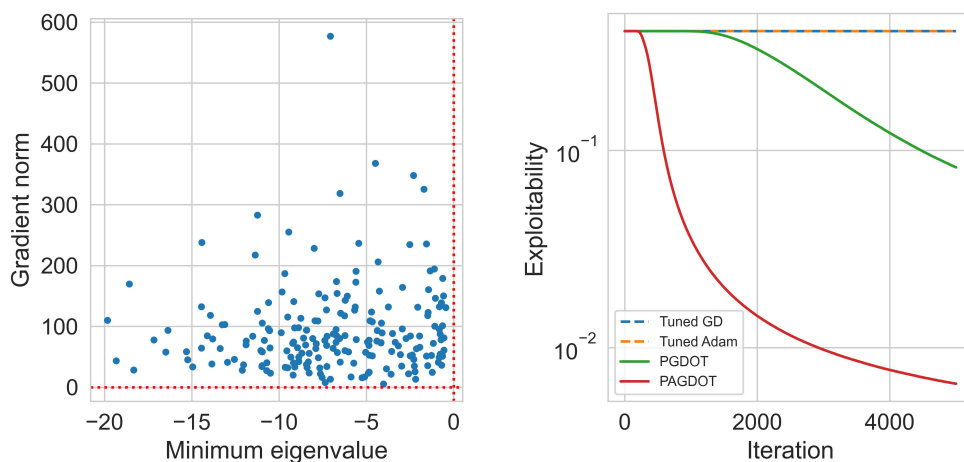 600
500
400
300
200
100
0
−20
−15
−10
−5
0
Gradient norm
Minimum eigenvalue
10⁻¹
10⁻²
0
2000
4000
Exploitability
Iteration
Tuned GD
Tuned Adam
PGDOT
PAGDOT